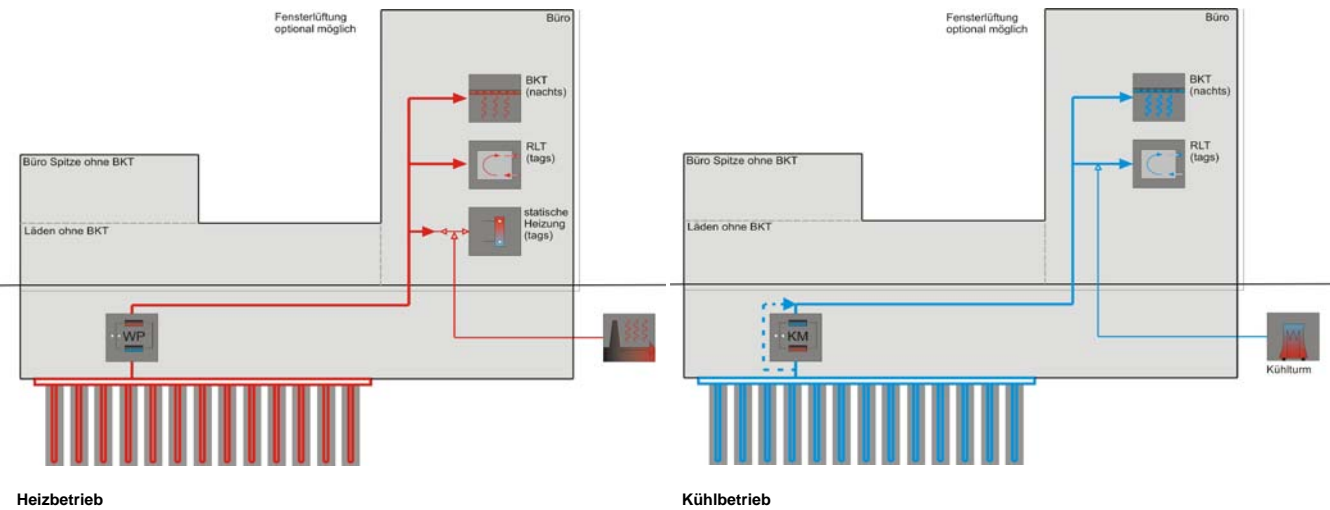 Fensterlüftung
optional möglich
Büro
BKT
(nachts)
RLT
(tags)
statische
Heizung
(tags)
Büro Spitze ohne BKT
Läden ohne BKT
WP
Heizbetrieb
Fensterlüftung
optional möglich
Büro
BKT
(nachts)
RLT
(tags)
Büro Spitze ohne BKT
Läden ohne BKT
KM
Kühlturm
Kühlbetrieb